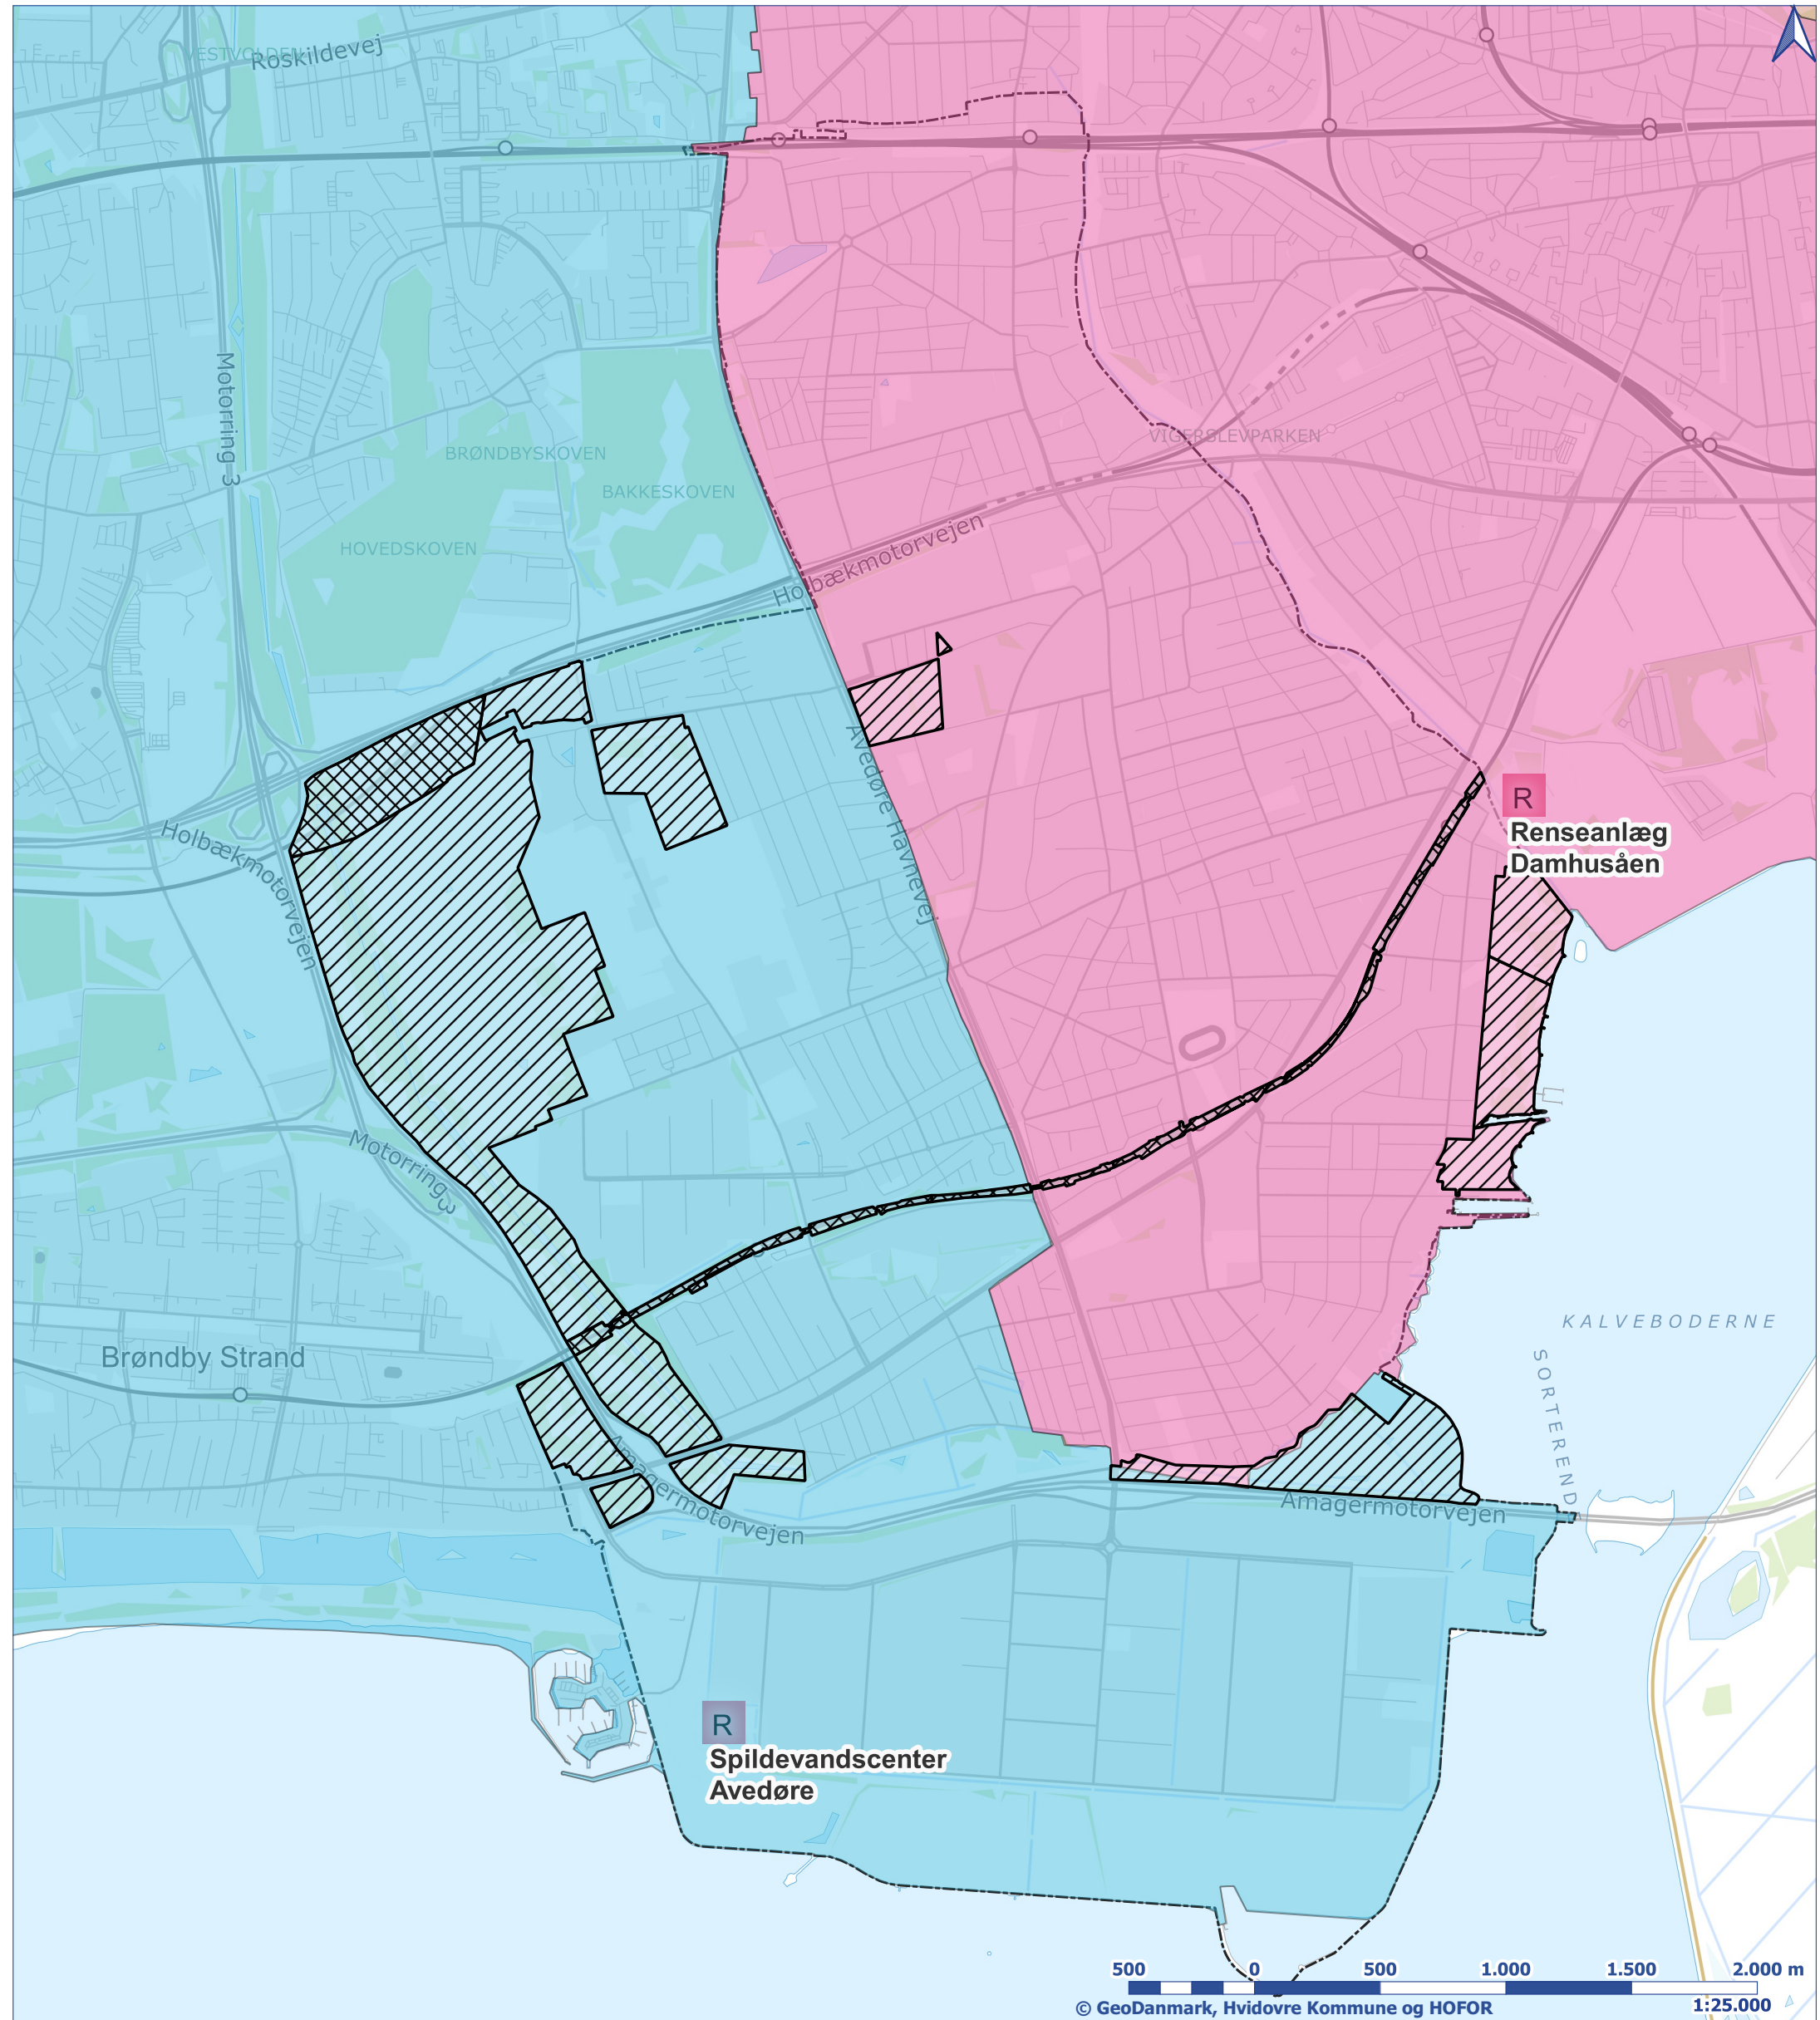 VESTVOLDEN
Roskildevej
Motorring 3
BRØNDBYSKOVEN
BAKKESKOVEN
HOVEDSKOVEN
VIGERSLEVPARKEN
Holbækmotorvejen
Avedøre Havnevej
R
Renseanlæg
Damhusåen
Holbækmotorvejen
Motorring 3
KALVEBODERNE
SORTEREND
Brøndby Strand
Amagermotorvejen
Amagermotorvejen
R
Spildevandscenter
Avedøre
500 0 500 1.000 1.500 2.000 m
© GeoDanmark, Hvidovre Kommune og HOFOR
1:25.000